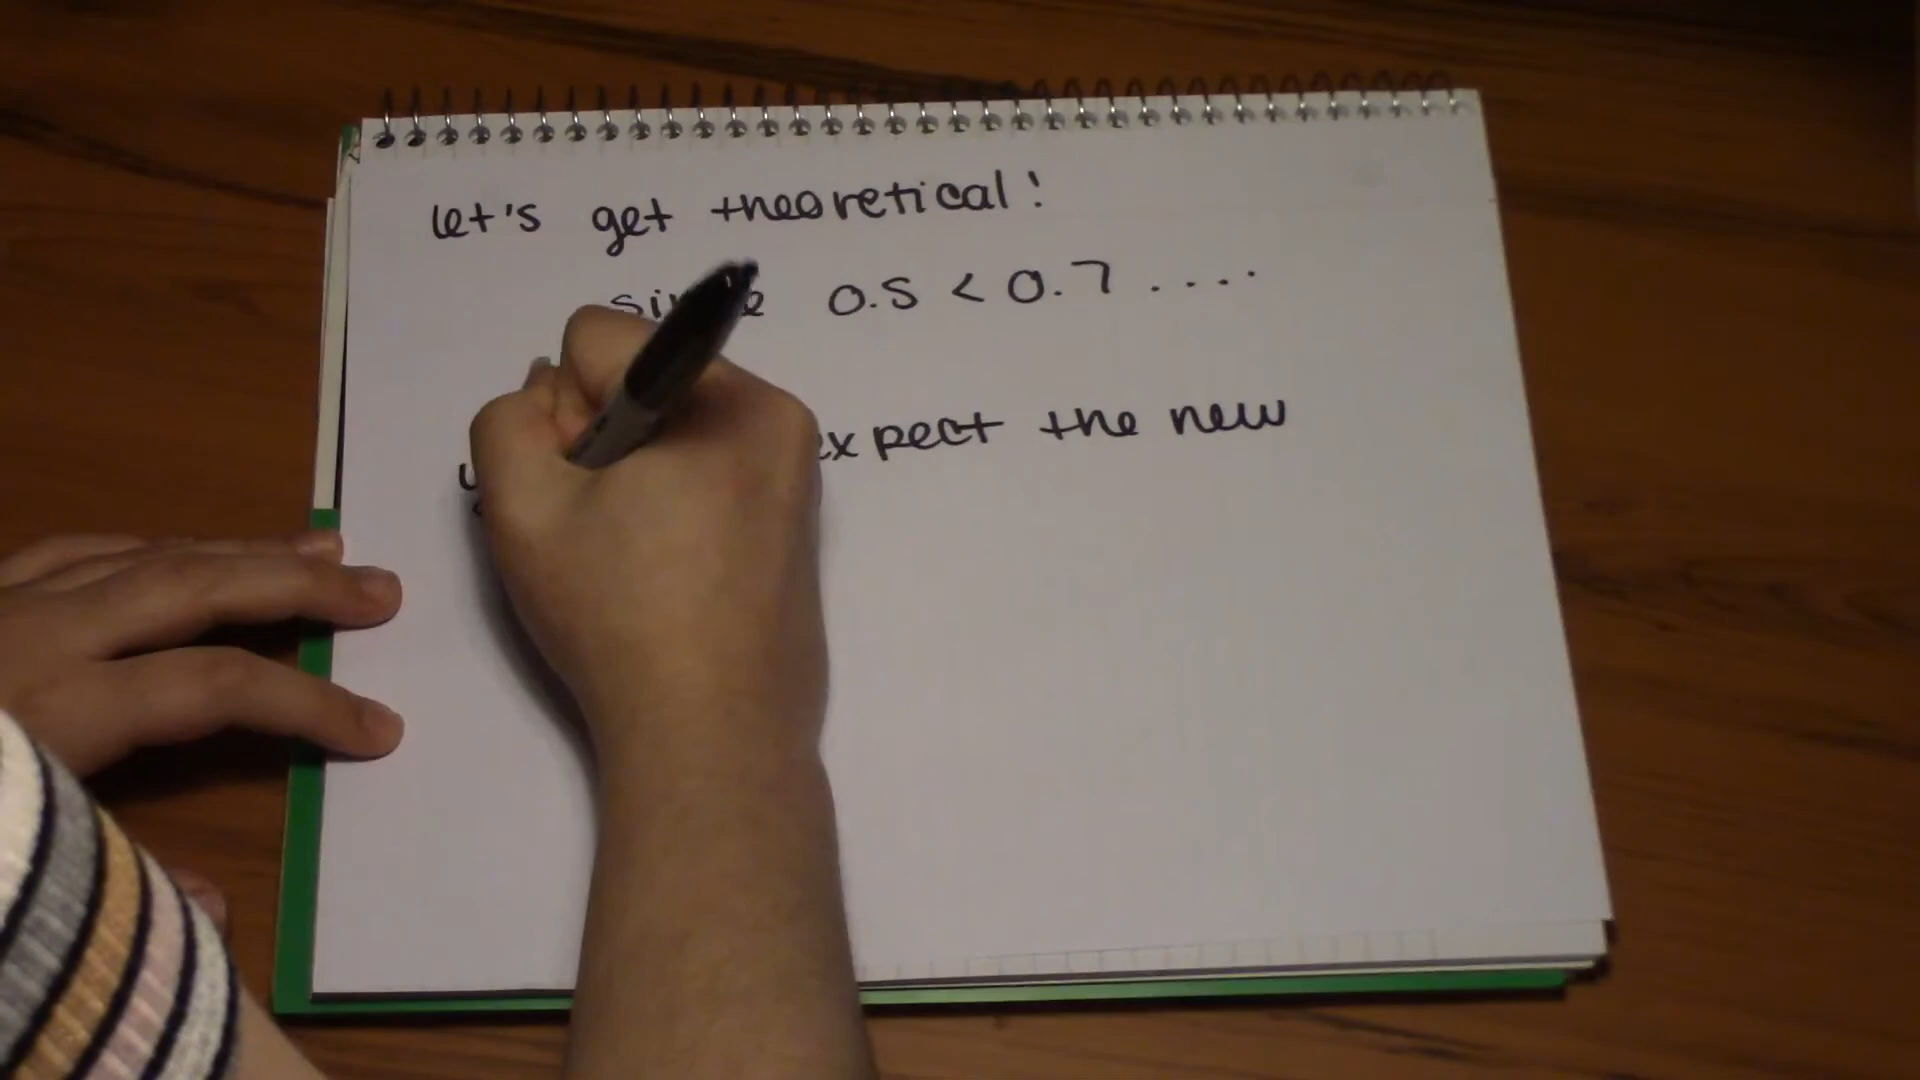 let's get theoretical!
0.5 < 0.7 ....
expect the new